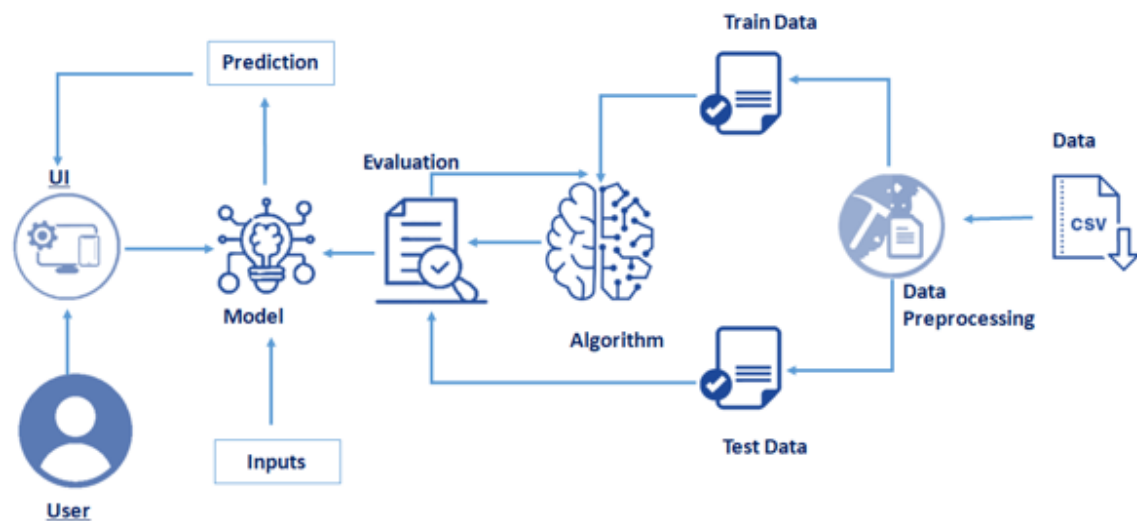 Train Data
Prediction
Data
Evaluation
UI
CSV
Data
Preprocessing
Model
Algorithm
Test Data
Inputs
User